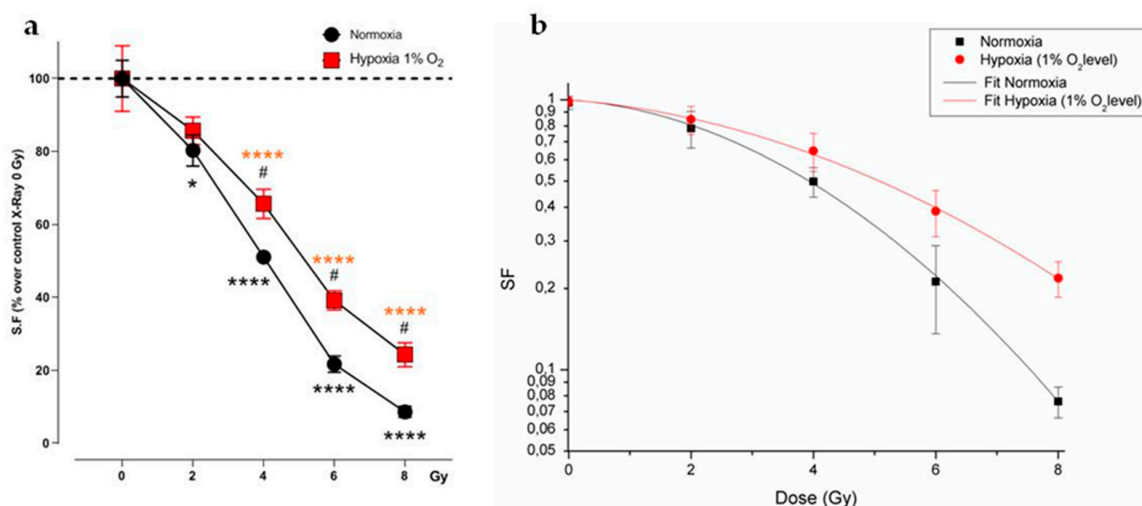 a
Normoxia
Hypoxia 1% O₂
S.F (% over control X-Ray 0 Gy)
100
80
60
40
20
0
*
****
****
****
****
#
****
#
****
#
0 2 4 6 8 Gy
b
Normoxia
Hypoxia (1% O₂level)
Fit Normoxia
Fit Hypoxia (1% O₂level)
SF
1
0,9
0,8
0,7
0,6
0,5
0,4
0,3
0,2
0,1
0,09
0,08
0,07
0,06
0,05
0 2 4 6 8
Dose (Gy)